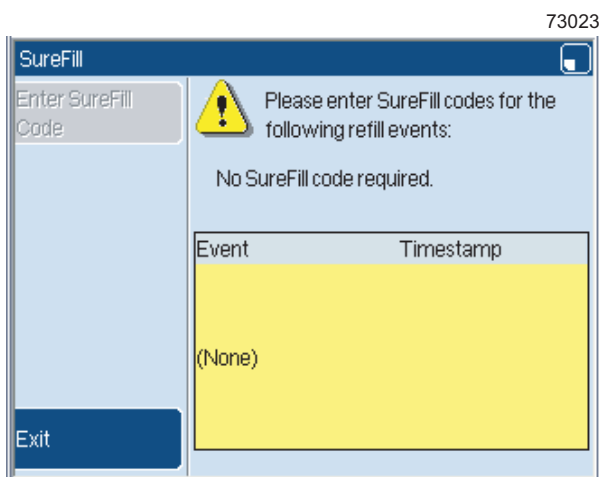 73023
SureFill
Enter SureFill
Code
Please enter SureFill codes for the
following refill events:
No SureFill code required.
Event Timestamp
(None)
Exit